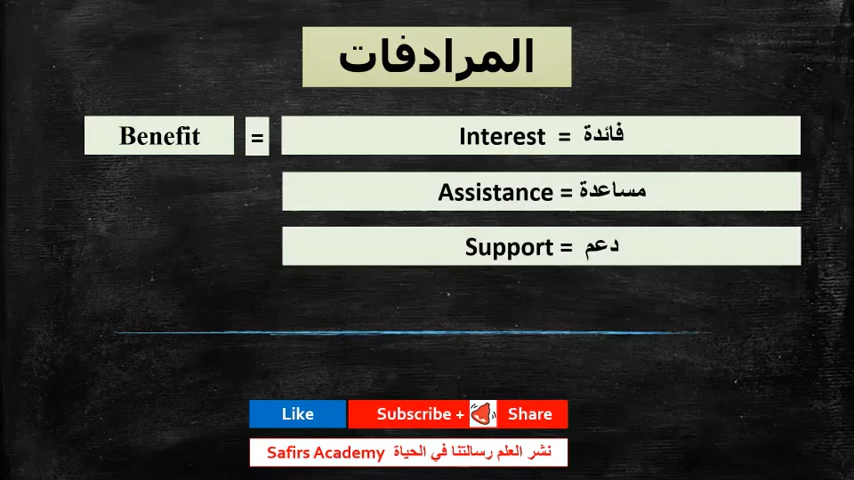 المرادفات
Benefit = Interest = فائدة
Assistance = مساعدة
Support = دعم
Like Subscribe + Share
Safirs Academy نشر العلم رسالتنا في الحياة